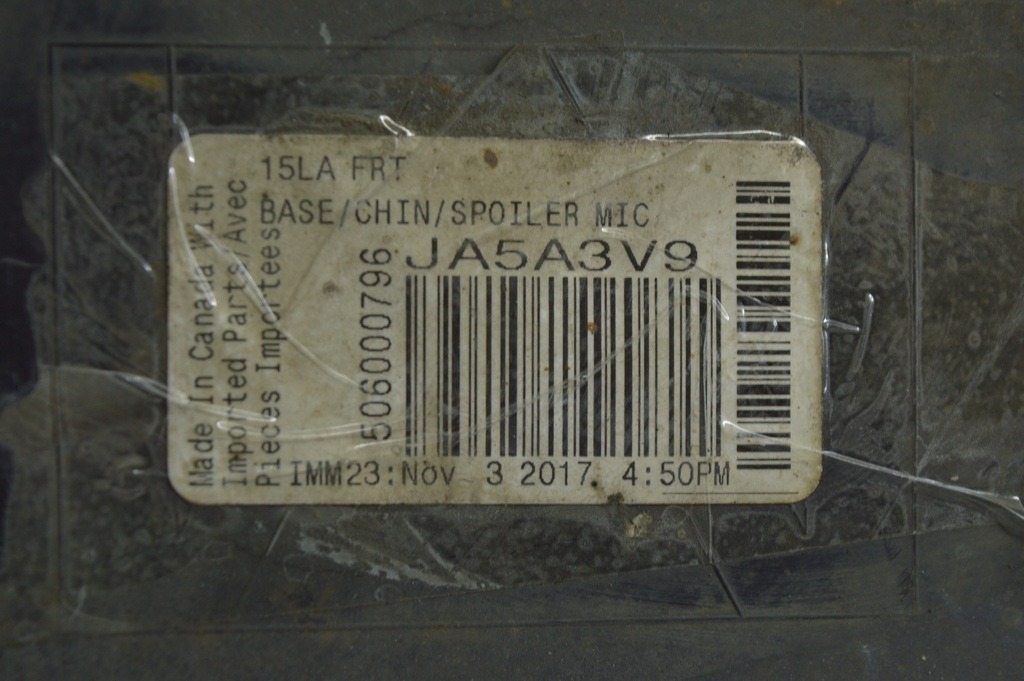 15LA FRT
BASE/CHIN/SPOILER MIC
JA5A3V9
5060000796
Made In Canada With
Imported Parts/Avec
Pieces Importees
IMM23:Nov 3 2017 4:50PM